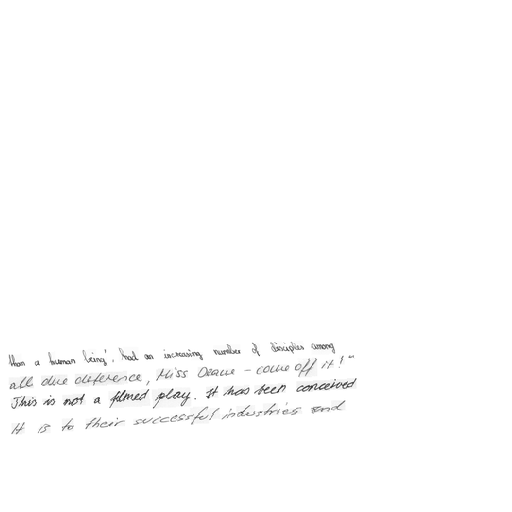 than a human being', had an increasing number of disciples among
all due deference, Miss Deane - come off it!"
This is not a filmed play. It has been conceived
It is to their successful industries and